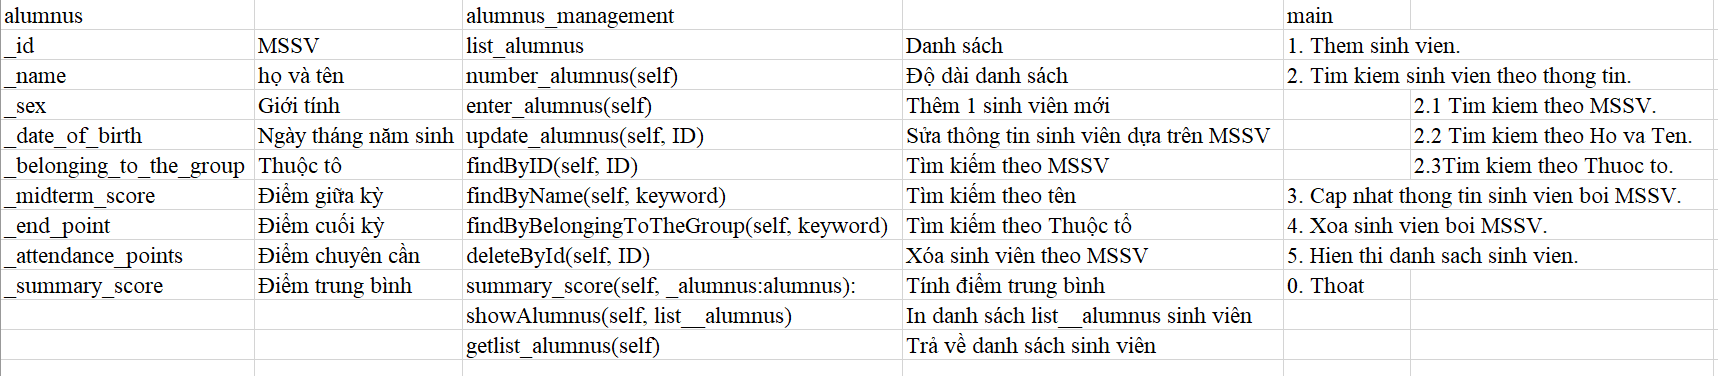 alumnus alumnus_management main
_id MSSV list_alumnus Danh sách 1. Them sinh vien.
_name họ và tên number_alumnus(self) Độ dài danh sách 2. Tim kiem sinh vien theo thong tin.
_sex Giới tính enter_alumnus(self) Thêm 1 sinh viên mới 2.1 Tim kiem theo MSSV.
_date_of_birth Ngày tháng năm sinh update_alumnus(self, ID) Sửa thông tin sinh viên dựa trên MSSV 2.2 Tim kiem theo Ho va Ten.
_belonging_to_the_group Thuộc tô findByID(self, ID) Tìm kiếm theo MSSV 2.3Tim kiem theo Thuoc to.
_midterm_score Điểm giữa kỳ findByName(self, keyword) Tìm kiếm theo tên 3. Cap nhat thong tin sinh vien boi MSSV.
_end_point Điểm cuối kỳ findByBelongingToTheGroup(self, keyword) Tìm kiếm theo Thuộc tổ 4. Xoa sinh vien boi MSSV.
_attendance_points Điểm chuyên cần deleteById(self, ID) Xóa sinh viên theo MSSV 5. Hien thi danh sach sinh vien.
_summary_score Điểm trung bình summary_score(self, _alumnus:alumnus): Tính điểm trung bình 0. Thoat
showAlumnus(self, list__alumnus) In danh sách list__alumnus sinh viên
getlist_alumnus(self) Trả về danh sách sinh viên